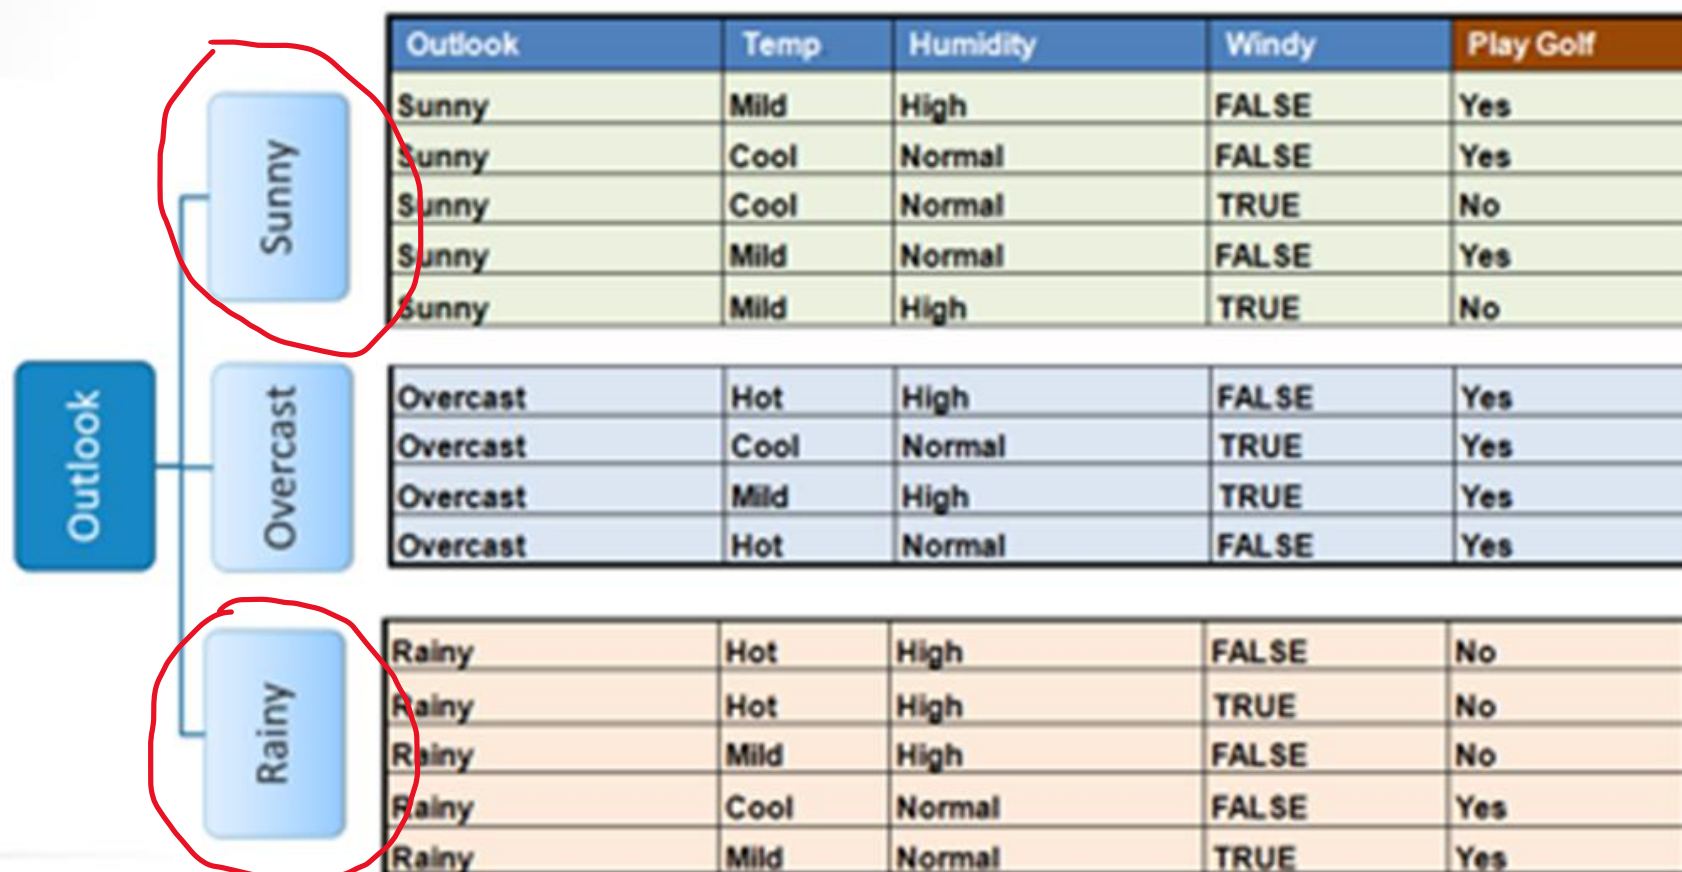 Outlook Temp Humidity Windy Play Golf
Sunny
Sunny Mild High FALSE Yes
Sunny Cool Normal FALSE Yes
Sunny Cool Normal TRUE No
Sunny Mild Normal FALSE Yes
Sunny Mild High TRUE No
Outlook
Overcast
Overcast Hot High FALSE Yes
Overcast Cool Normal TRUE Yes
Overcast Mild High TRUE Yes
Overcast Hot Normal FALSE Yes
Rainy
Rainy Hot High FALSE No
Rainy Hot High TRUE No
Rainy Mild High FALSE No
Rainy Cool Normal FALSE Yes
Rainy Mild Normal TRUE Yes